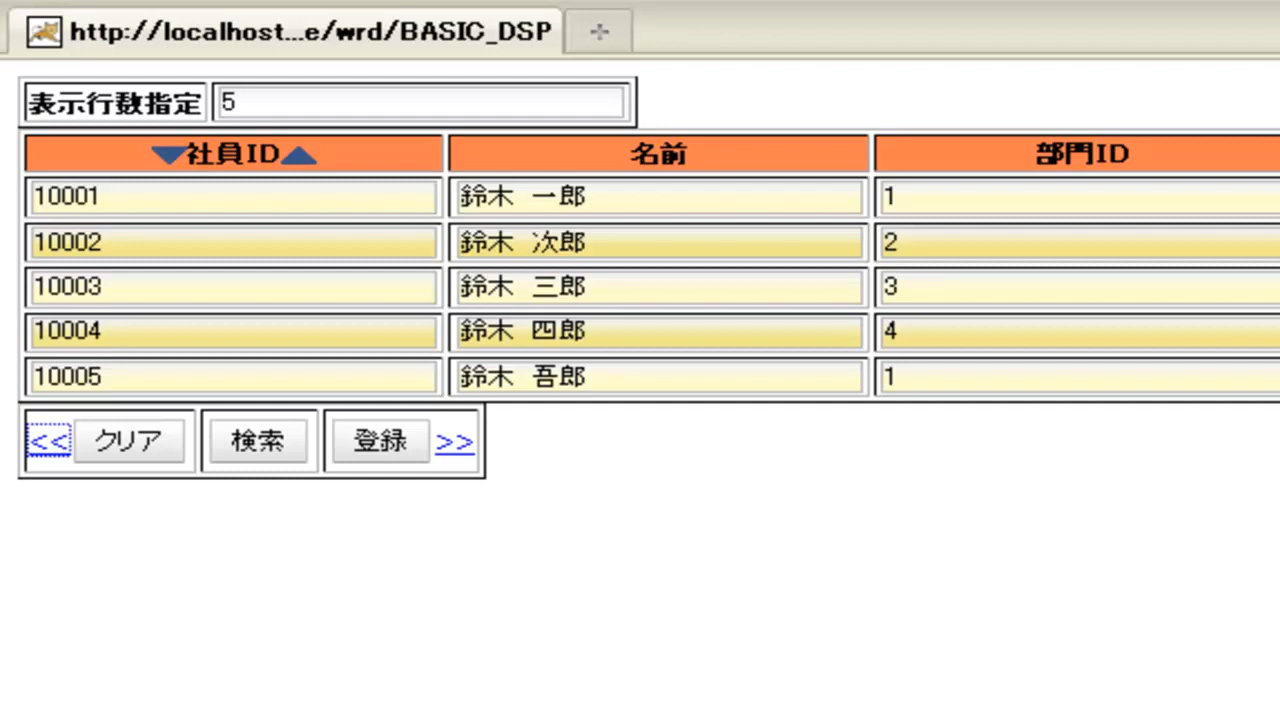 http://localhost...e/wrd/BASIC_DSP +
表示行数指定 5
▼社員ID▲ 名前 部門ID
10001 鈴木 一郎 1
10002 鈴木 次郎 2
10003 鈴木 三郎 3
10004 鈴木 四郎 4
10005 鈴木 吾郎 1
<< クリア 検索 登録 >>